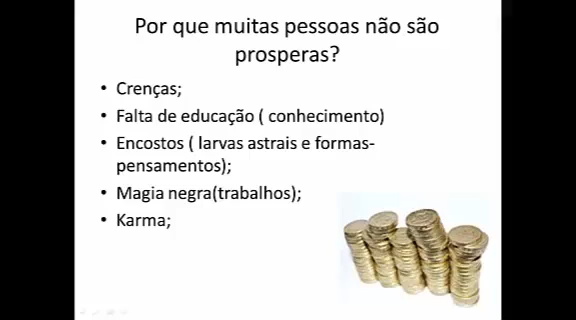 Por que muitas pessoas não são
prosperas?
• Crenças;
• Falta de educação ( conhecimento)
• Encostos ( larvas astrais e formas-
pensamentos);
• Magia negra(trabalhos);
• Karma;